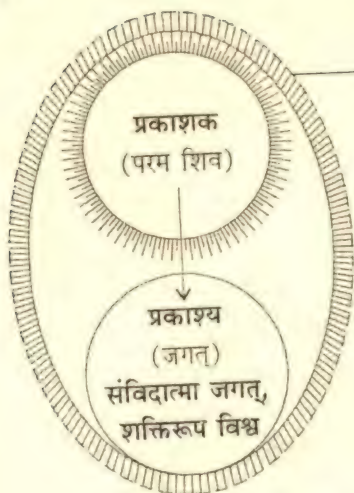 प्रकाशक
(परम शिव)
प्रकाश्य
(जगत्)
संविदात्मा जगत्,
शक्तिरूप विश्व